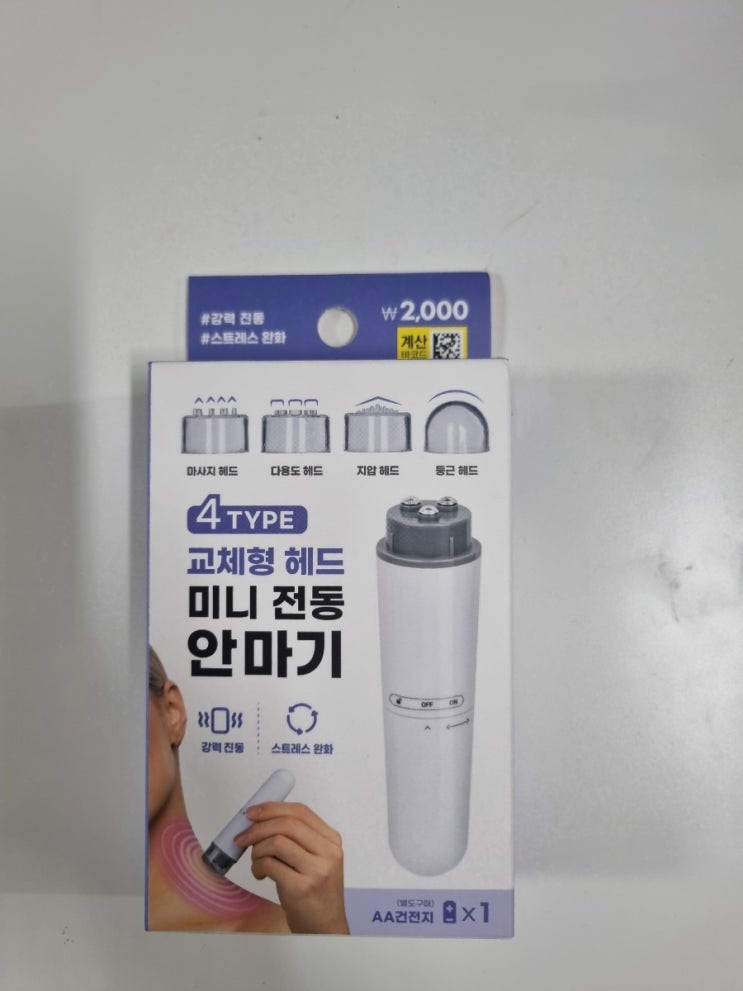 #강력 진동
#스트레스 완화
₩2,000
계산
바코드
마사지 헤드
다용도 헤드
지압 헤드
둥근 헤드
4 TYPE
교체형 헤드
미니 전동
안마기
OFF ON
강력 진동
스트레스 완화
(별도구매)
AA건전지 x1